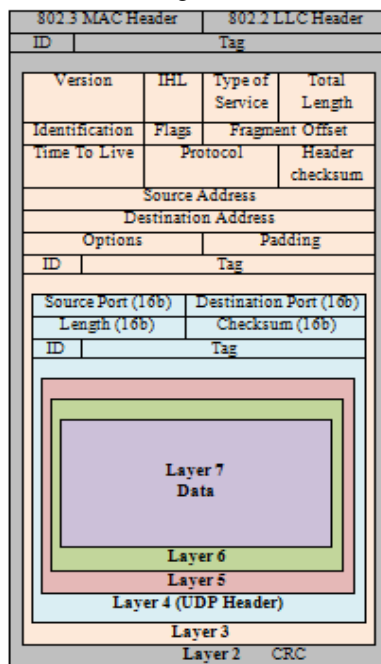 802.3 MAC Header 802.2 LLC Header
ID Tag
Version IHL Type of Service Total Length
Identification Flags Fragment Offset
Time To Live Protocol Header checksum
Source Address
Destination Address
Options Padding
ID Tag
Source Port (16b) Destination Port (16b)
Length (16b) Checksum (16b)
ID Tag
Layer 7
Data
Layer 6
Layer 5
Layer 4 (UDP Header)
Layer 3
Layer 2 CRC